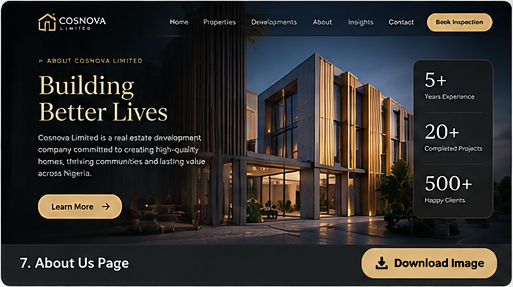 COSNOVA
LIMITED
Home Properties Developments About Insights Contact Book Inspection
ABOUT COSNOVA LIMITED
Building
Better Lives
Cosnova Limited is a real estate development
company committed to creating high-quality
homes, thriving communities and lasting value
across Nigeria.
Learn More
5+
Years Experience
20+
Completed Projects
500+
Happy Clients
7. About Us Page
Download Image